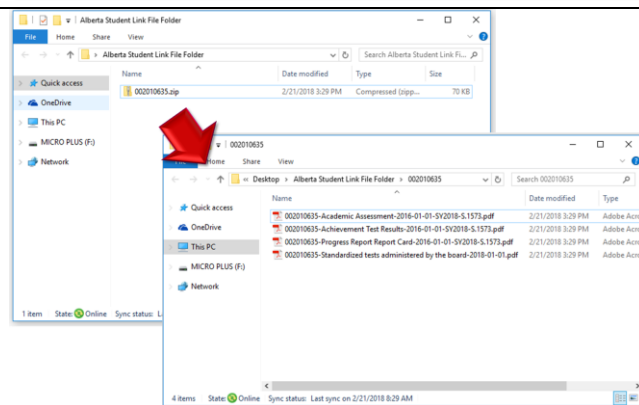 Alberta Student Link File Folder
File Home Share View
Alberta Student Link File Folder
Search Alberta Student Link Fi...
Name Date modified Type Size
Quick access
002010635.zip 2/21/2018 3:29 PM Compressed (zipp... 70 KB
OneDrive
This PC
MICRO PLUS (F:)
Network
1 item State: Online Sync status: L
002010635
Home Share View
« Desktop › Alberta Student Link File Folder › 002010635
Search 002010635
Name Date modified Type
Quick access
002010635-Academic Assessment-2016-01-01-SY2018-S.1573.pdf 2/21/2018 3:29 PM Adobe Acr
002010635-Achievement Test Results-2016-01-01-SY2018-S.1573.pdf 2/21/2018 3:29 PM Adobe Acr
OneDrive
002010635-Progress Report Report Card-2016-01-01-SY2018-S.1573.pdf 2/21/2018 3:29 PM Adobe Acr
This PC
002010635-Standardized tests administered by the board-2018-01-01.pdf 2/21/2018 3:29 PM Adobe Acr
MICRO PLUS (F:)
Network
4 items State: Online Sync status: Last sync on 2/21/2018 8:29 AM